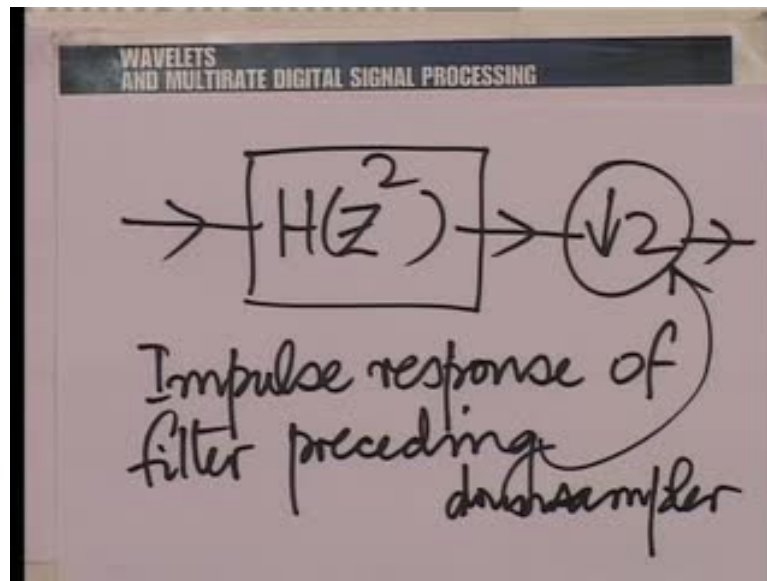 WAVELETS
AND MULTIRATE DIGITAL SIGNAL PROCESSING
H(Z²)
↓2
Impulse response of
filter preceding
downsampler